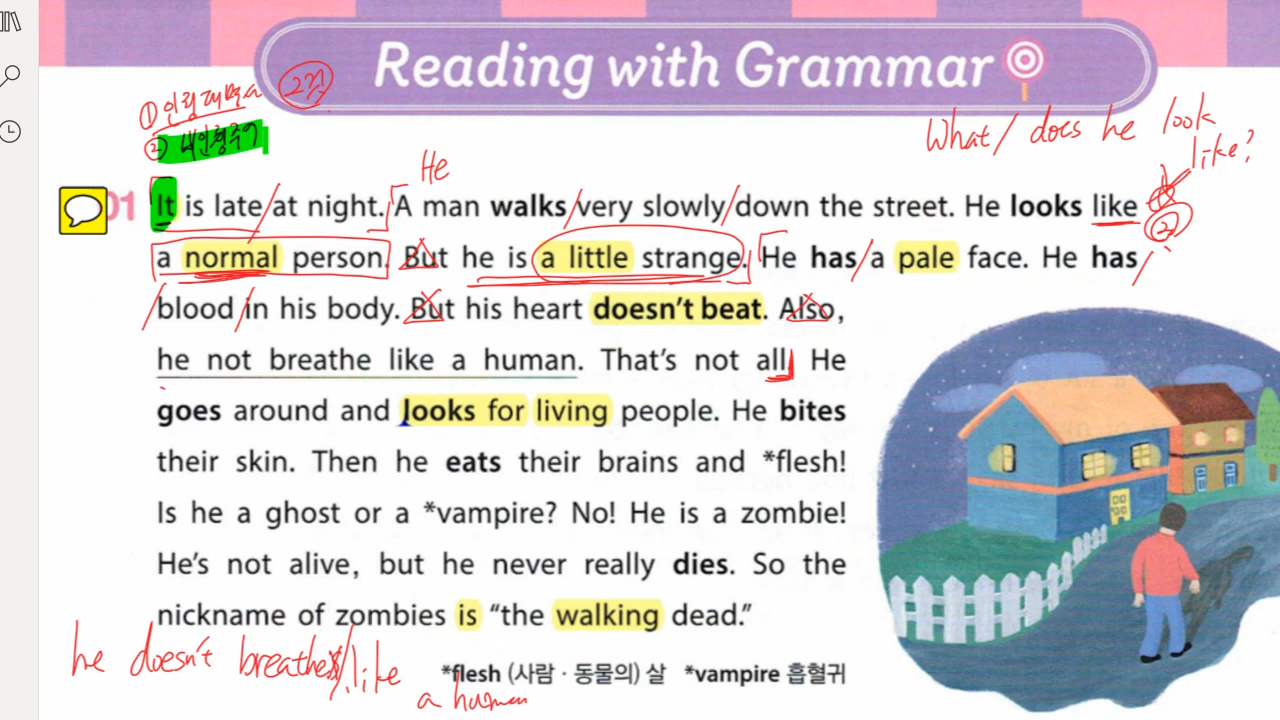 Reading with Grammar
① 인칭대명사
② 비인칭주어
What/ does he look
like?
He
01 It is late/at night. A man walks/very slowly/down the street. He looks like
②
a normal person. But he is a little strange. He has/a pale face. He has/
/blood/in his body. But his heart doesn't beat. Also,
he not breathe like a human. That's not all. He
goes around and looks for living people. He bites
their skin. Then he eats their brains and *flesh!
Is he a ghost or a *vampire? No! He is a zombie!
He's not alive, but he never really dies. So the
nickname of zombies is “the walking dead.”
he doesn't breathe/like
a human
*flesh (사람 · 동물의) 살 *vampire 흡혈귀